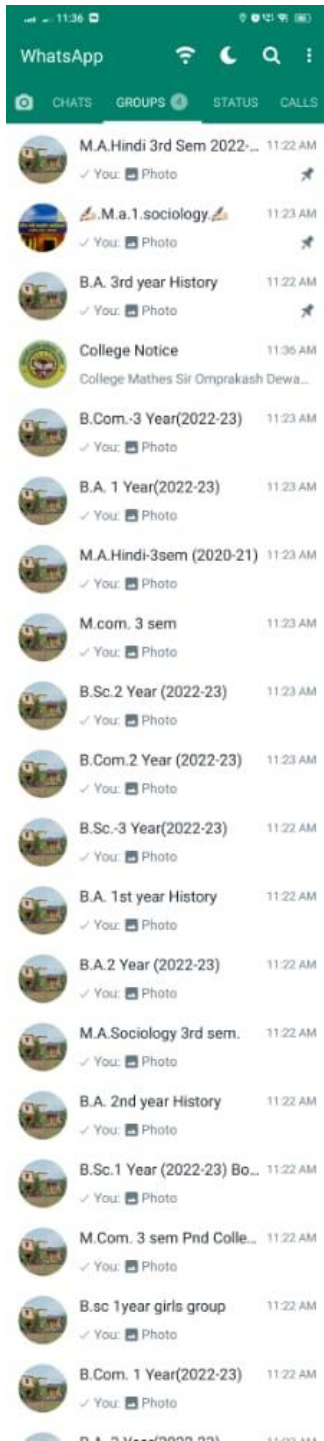 11:36
WhatsApp
CHATS GROUPS 4 STATUS CALLS
M.A.Hindi 3rd Sem 2022-... 11:22 AM
✓ You: Photo
✍🏻.M.a.1.sociology.✍🏻 11:23 AM
✓ You: Photo
B.A. 3rd year History 11:22 AM
✓ You: Photo
College Notice 11:36 AM
College Mathes Sir Omprakash Dewa...
B.Com.-3 Year(2022-23) 11:23 AM
✓ You: Photo
B.A. 1 Year(2022-23) 11:23 AM
✓ You: Photo
M.A.Hindi-3sem (2020-21) 11:23 AM
✓ You: Photo
M.com. 3 sem 11:23 AM
✓ You: Photo
B.Sc.2 Year (2022-23) 11:23 AM
✓ You: Photo
B.Com.2 Year (2022-23) 11:23 AM
✓ You: Photo
B.Sc.-3 Year(2022-23) 11:22 AM
✓ You: Photo
B.A. 1st year History 11:22 AM
✓ You: Photo
B.A.2 Year (2022-23) 11:22 AM
✓ You: Photo
M.A.Sociology 3rd sem. 11:22 AM
✓ You: Photo
B.A. 2nd year History 11:22 AM
✓ You: Photo
B.Sc.1 Year (2022-23) Bo... 11:22 AM
✓ You: Photo
M.Com. 3 sem Pnd Colle... 11:22 AM
✓ You: Photo
B.sc 1year girls group 11:22 AM
✓ You: Photo
B.Com. 1 Year(2022-23) 11:22 AM
✓ You: Photo